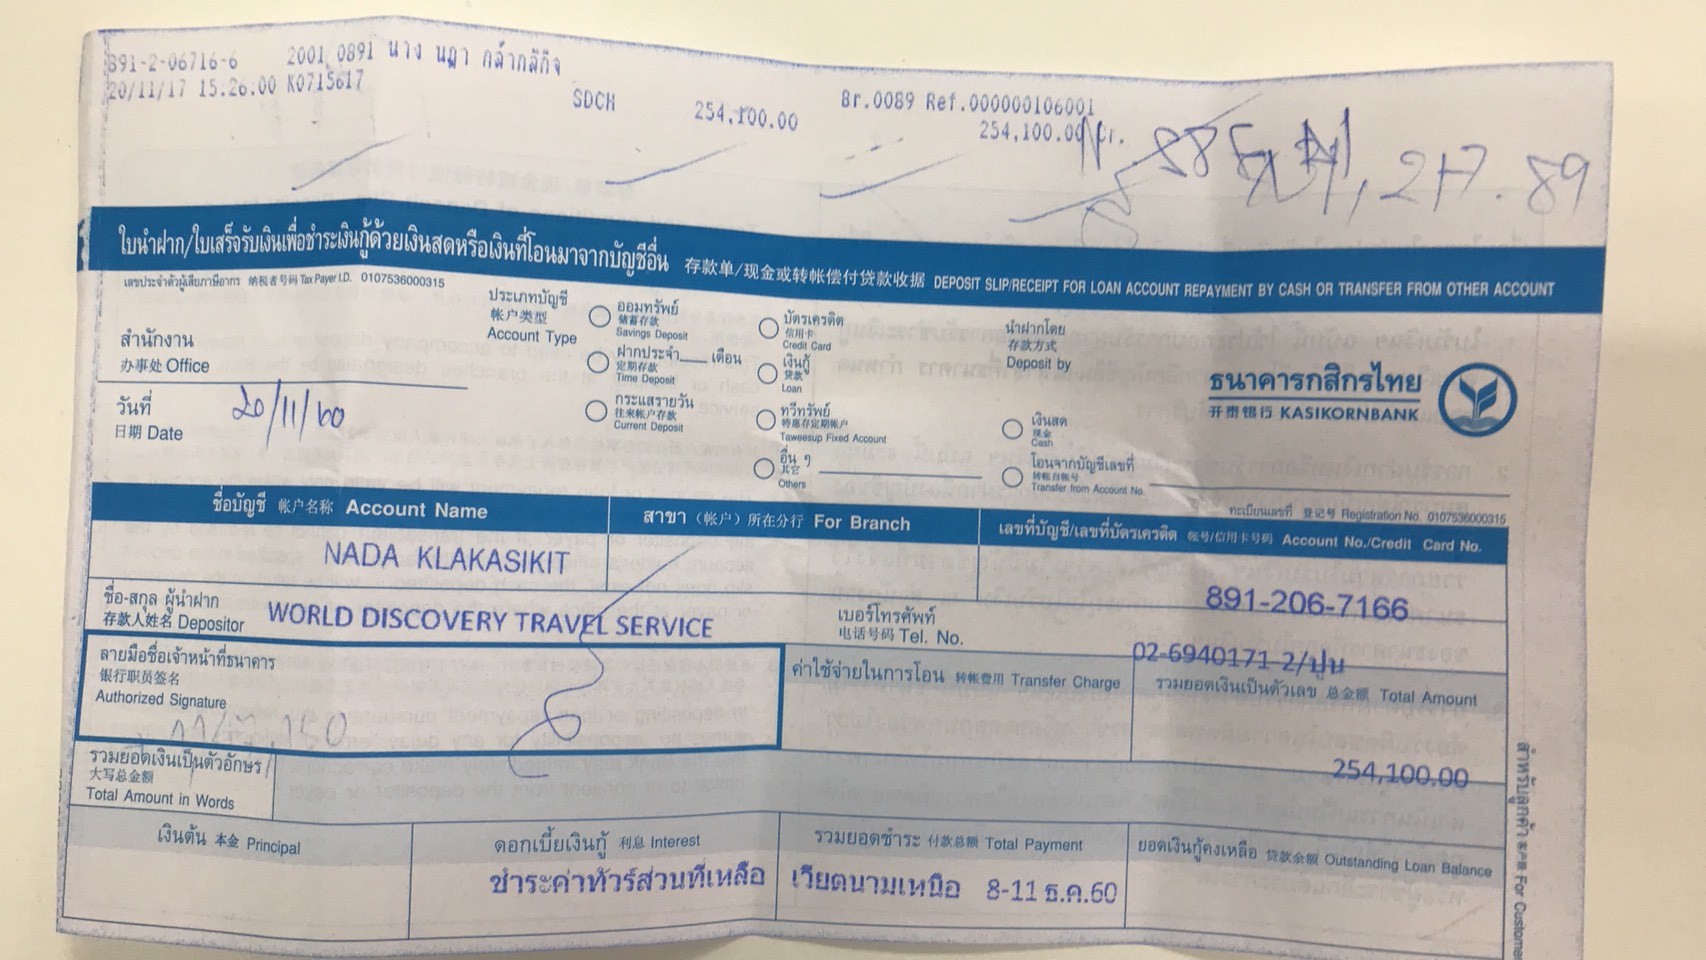 891-2-06716-6 2001 0891 นาง นฎา กล้ากสิกิจ
20/11/17 15.26:00 K0715617
SDCH 254,100.00 Br.0089 Ref.000000106001
254,100.00
217.89
ใบนำฝาก/ใบเสร็จรับเงินเพื่อชำระเงินกู้ด้วยเงินสดหรือเงินที่โอนมาจากบัญชีอื่น 存款单/现金或转帐偿付贷款收据 DEPOSIT SLIP/RECEIPT FOR LOAN ACCOUNT REPAYMENT BY CASH OR TRANSFER FROM OTHER ACCOUNT
เลขประจำตัวผู้เสียภาษีอากร 纳税者号码 Tax Payer I.D. 0107536000315
สำนักงาน
办事处 Office
วันที่
日期 Date
20/11/60
ประเภทบัญชี
帐户类型
Account Type
ออมทรัพย์
储蓄存款
Savings Deposit
ฝากประจำ___ เดือน
定期存款
Time Deposit
กระแสรายวัน
往来帐户存款
Current Deposit
บัตรเครดิต
信用卡
Credit Card
เงินกู้
贷款
Loan
ทวีทรัพย์
特惠存定期帐户
Taweesup Fixed Account
อื่น ๆ
其它
Others
นำฝากโดย
存款方式
Deposit by
เงินสด
现金
Cash
โอนจากบัญชีเลขที่
转帐自帐号
Transfer from Account No.
ธนาคารกสิกรไทย
开泰银行 KASIKORNBANK
ทะเบียนเลขที่ 登记号 Registration No. 0107536000315
ชื่อบัญชี 帐户名称 Account Name
สาขา (帐户) 所在分行 For Branch
เลขที่บัญชี/เลขที่บัตรเครดิต 帐号/信用卡号码 Account No./Credit Card No.
NADA KLAKASIKIT
891-206-7166
ชื่อ-สกุล ผู้นำฝาก
存款人姓名 Depositor
WORLD DISCOVERY TRAVEL SERVICE
เบอร์โทรศัพท์
电话号码 Tel. No.
02-6940171-2/ปุ่น
ลายมือชื่อเจ้าหน้าที่ธนาคาร
银行职员签名
Authorized Signature
ค่าใช้จ่ายในการโอน 转帐费用 Transfer Charge
รวมยอดเงินเป็นตัวเลข 总金额 Total Amount
254,100.00
รวมยอดเงินเป็นตัวอักษร
大写总金额
Total Amount in Words
เงินต้น 本金 Principal
ดอกเบี้ยเงินกู้ 利息 Interest
รวมยอดชำระ 付款总额 Total Payment
ยอดเงินกู้คงเหลือ 贷款余额 Outstanding Loan Balance
ชำระค่าทัวร์ส่วนที่เหลือ เวียดนามเหนือ 8-11 ธ.ค.60
สำหรับลูกค้า 客户联 For Customer